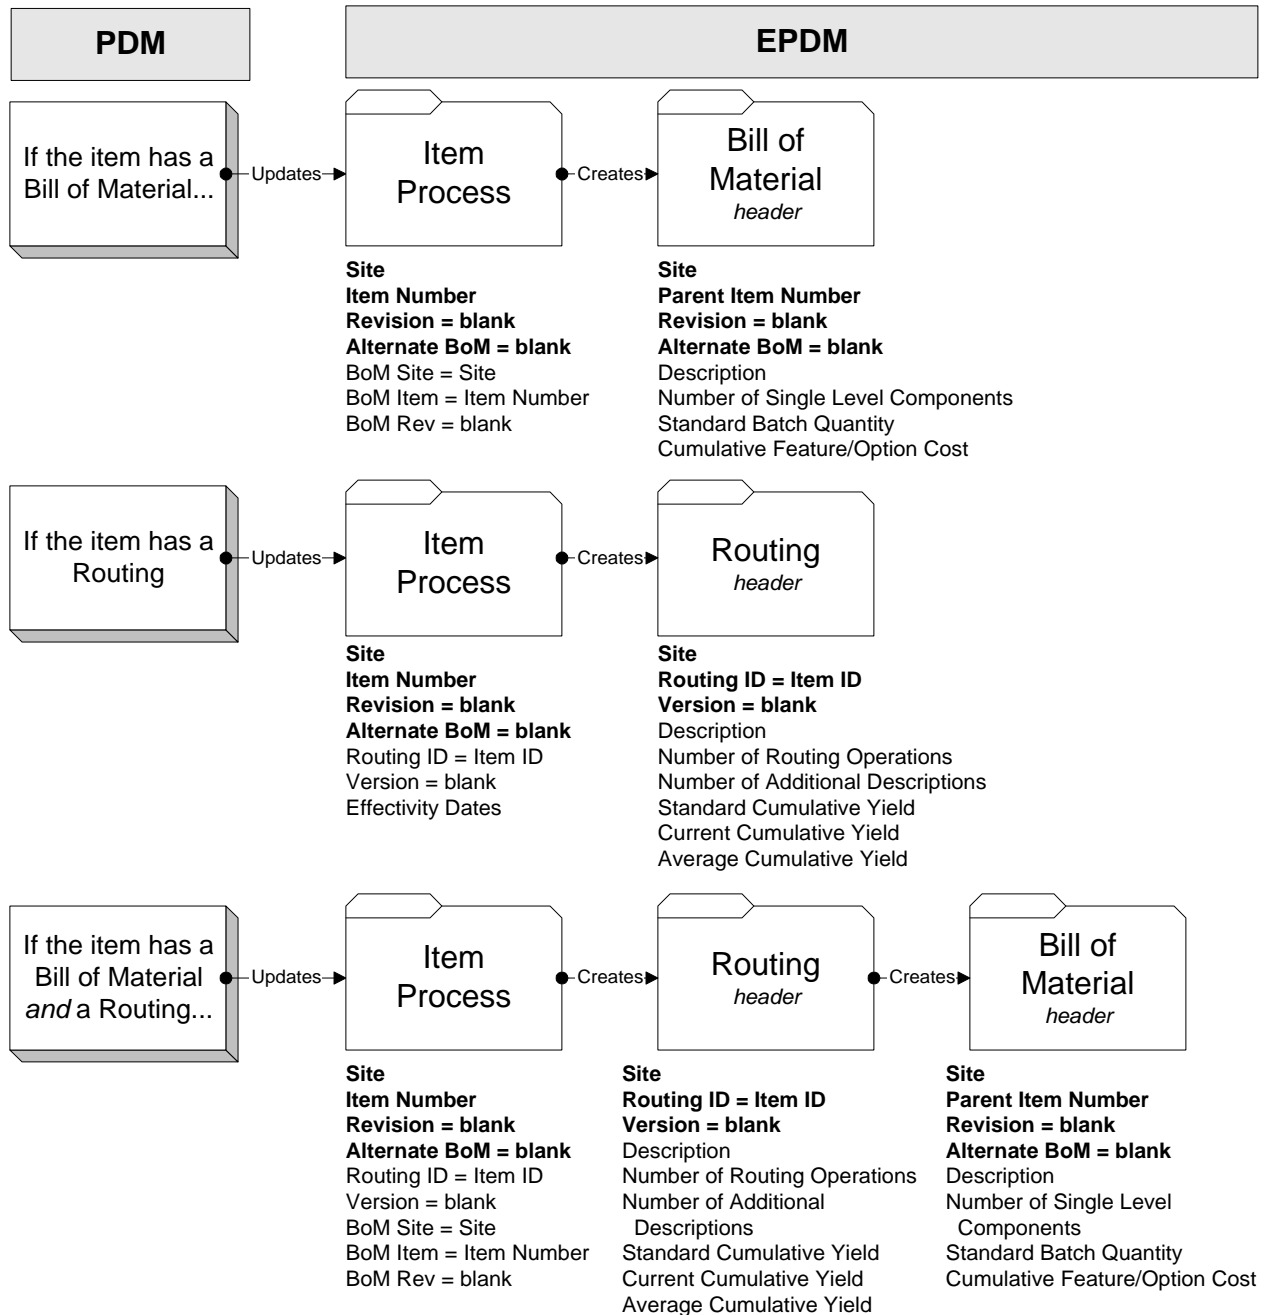 PDM
EPDM
If the item has a
Bill of Material...
Updates
Item
Process
Creates
Bill of
Material
header
Site
Item Number
Revision = blank
Alternate BoM = blank
BoM Site = Site
BoM Item = Item Number
BoM Rev = blank
Site
Parent Item Number
Revision = blank
Alternate BoM = blank
Description
Number of Single Level Components
Standard Batch Quantity
Cumulative Feature/Option Cost
If the item has a
Routing
Updates
Item
Process
Creates
Routing
header
Site
Item Number
Revision = blank
Alternate BoM = blank
Routing ID = Item ID
Version = blank
Effectivity Dates
Site
Routing ID = Item ID
Version = blank
Description
Number of Routing Operations
Number of Additional Descriptions
Standard Cumulative Yield
Current Cumulative Yield
Average Cumulative Yield
If the item has a
Bill of Material
and a Routing...
Updates
Item
Process
Creates
Routing
header
Creates
Bill of
Material
header
Site
Item Number
Revision = blank
Alternate BoM = blank
Routing ID = Item ID
Version = blank
BoM Site = Site
BoM Item = Item Number
BoM Rev = blank
Site
Routing ID = Item ID
Version = blank
Description
Number of Routing Operations
Number of Additional
Descriptions
Standard Cumulative Yield
Current Cumulative Yield
Average Cumulative Yield
Site
Parent Item Number
Revision = blank
Alternate BoM = blank
Description
Number of Single Level
Components
Standard Batch Quantity
Cumulative Feature/Option Cost